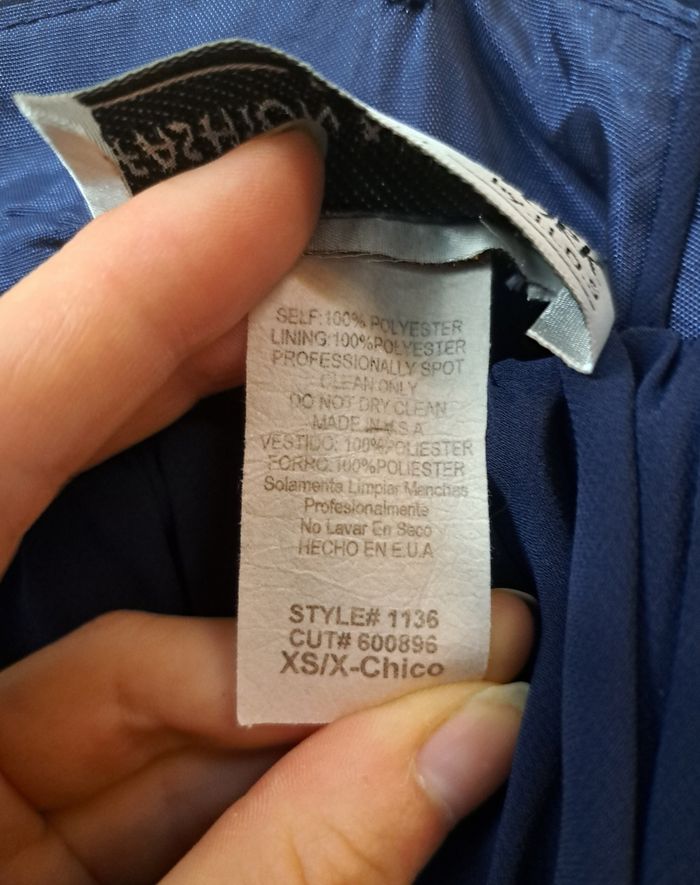 SELF:100% POLYESTER
LINING:100%POLYESTER
PROFESSIONALLY SPOT
CLEAN ONLY
DO NOT DRY CLEAN
MADE IN U.S.A
VESTIDO: 100%POLIESTER
FORRO:100%POLIESTER
Solamente Limpiar Manchas
Profesionalmente
No Lavar En Seco
HECHO EN E.U.A
STYLE# 1136
CUT# 600896
XS/X-Chico